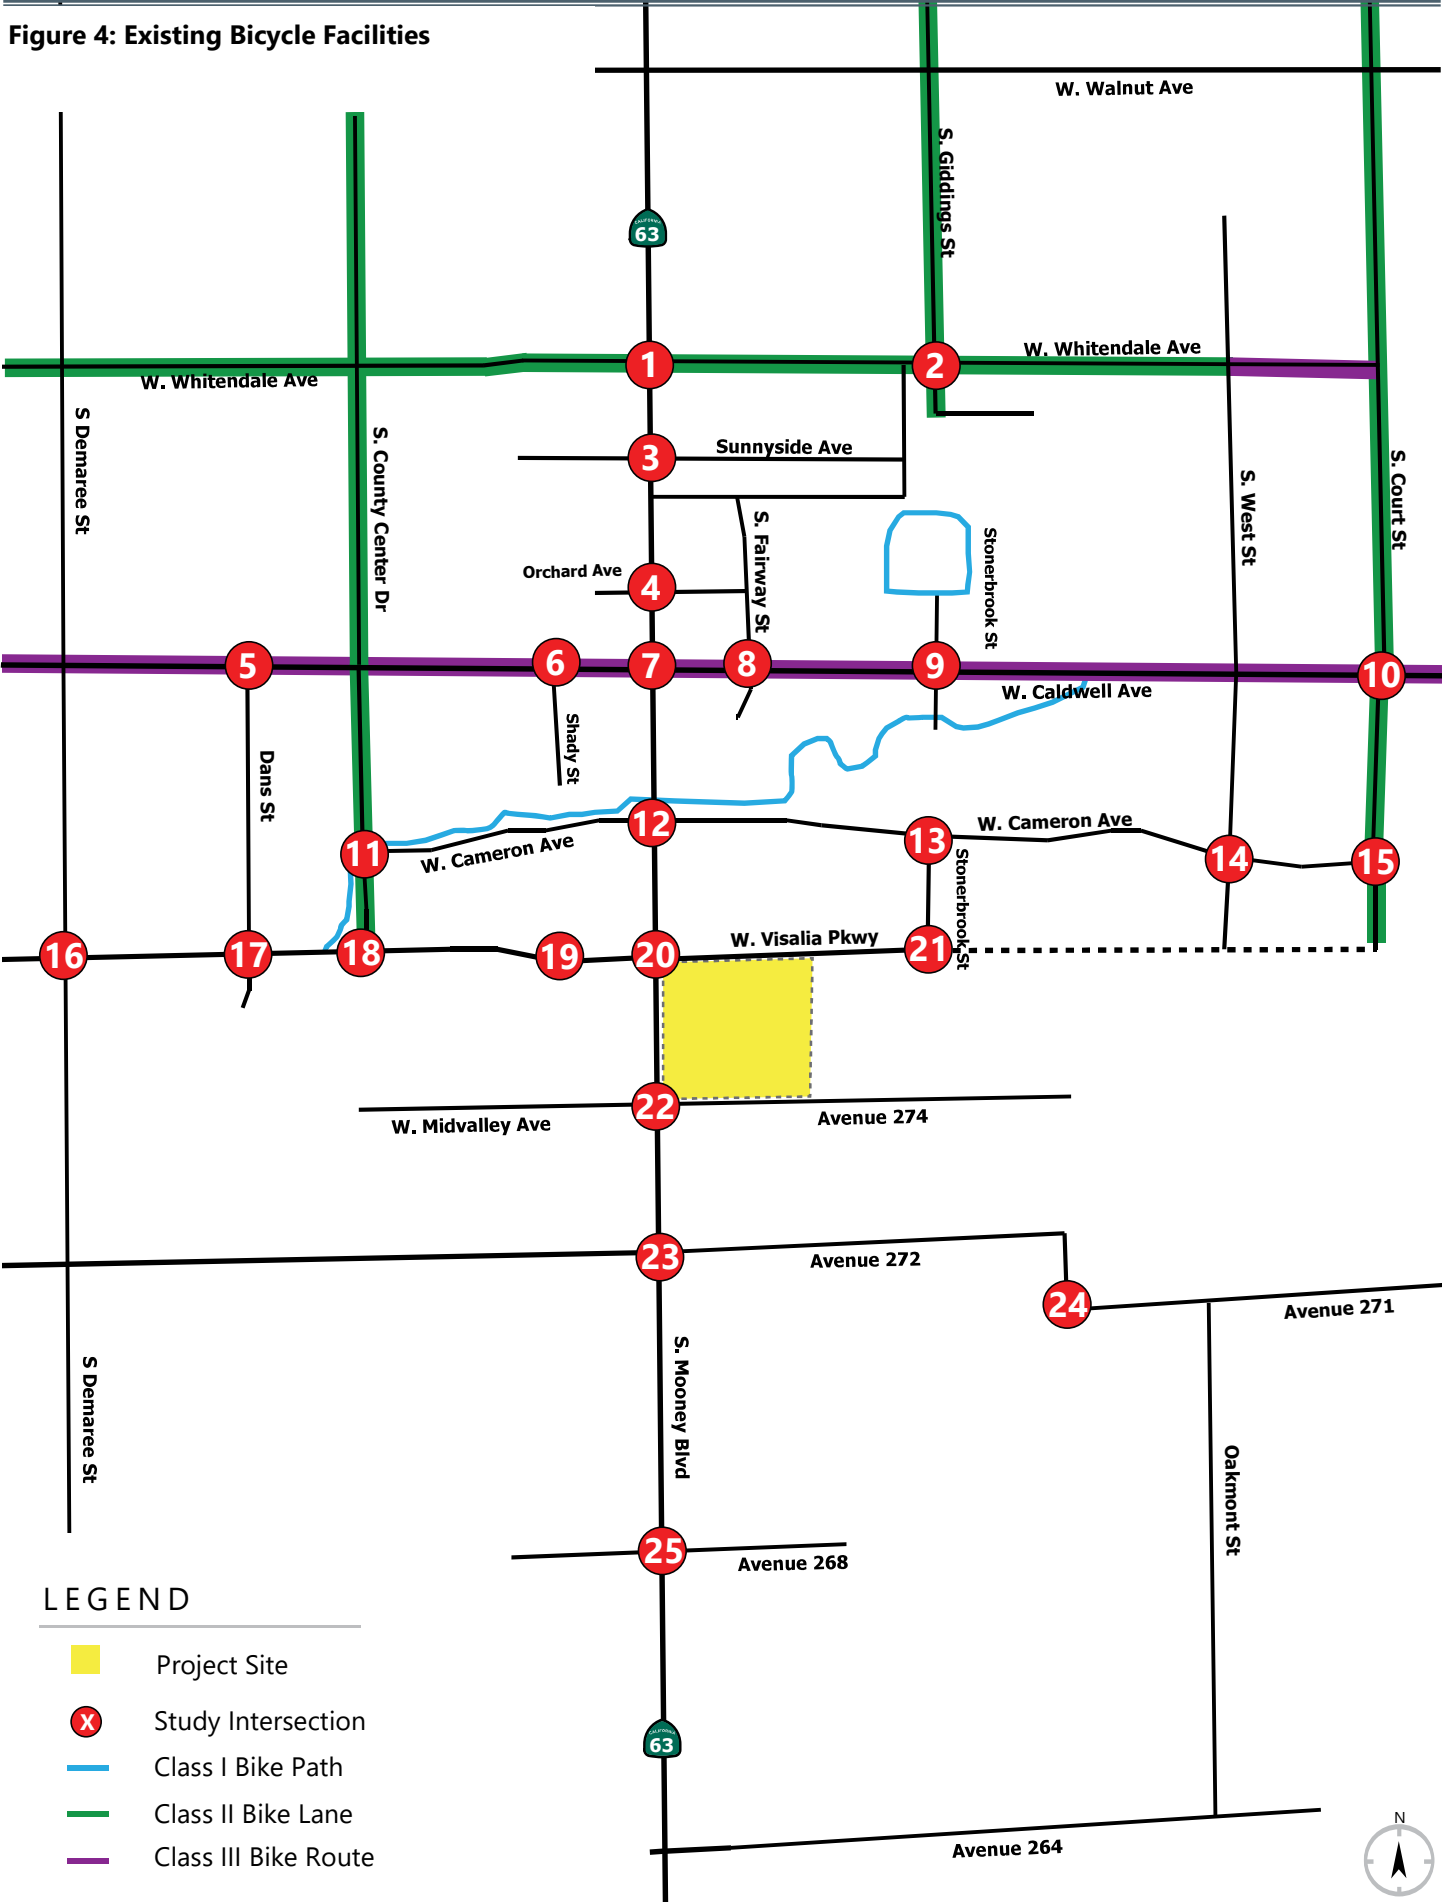 Figure 4: Existing Bicycle Facilities
W. Walnut Ave
S. Giddings St
CALIFORNIA
63
1
2
W. Whitendale Ave
W. Whitendale Ave
S Demaree St
S. County Center Dr
3
Sunnyside Ave
S. West St
S. Court St
S. Fairway St
Stonerbrook St
Orchard Ave
4
5
6
7
8
9
10
W. Caldwell Ave
Shady St
Dans St
11
W. Cameron Ave
12
13
W. Cameron Ave
14
15
Stonerbrook St
16
17
18
19
20
W. Visalia Pkwy
21
22
W. Midvalley Ave
Avenue 274
23
Avenue 272
24
Avenue 271
S Demaree St
S. Mooney Blvd
Oakmont St
25
Avenue 268
LEGEND
Project Site
X
Study Intersection
Class I Bike Path
Class II Bike Lane
Class III Bike Route
CALIFORNIA
63
Avenue 264
N